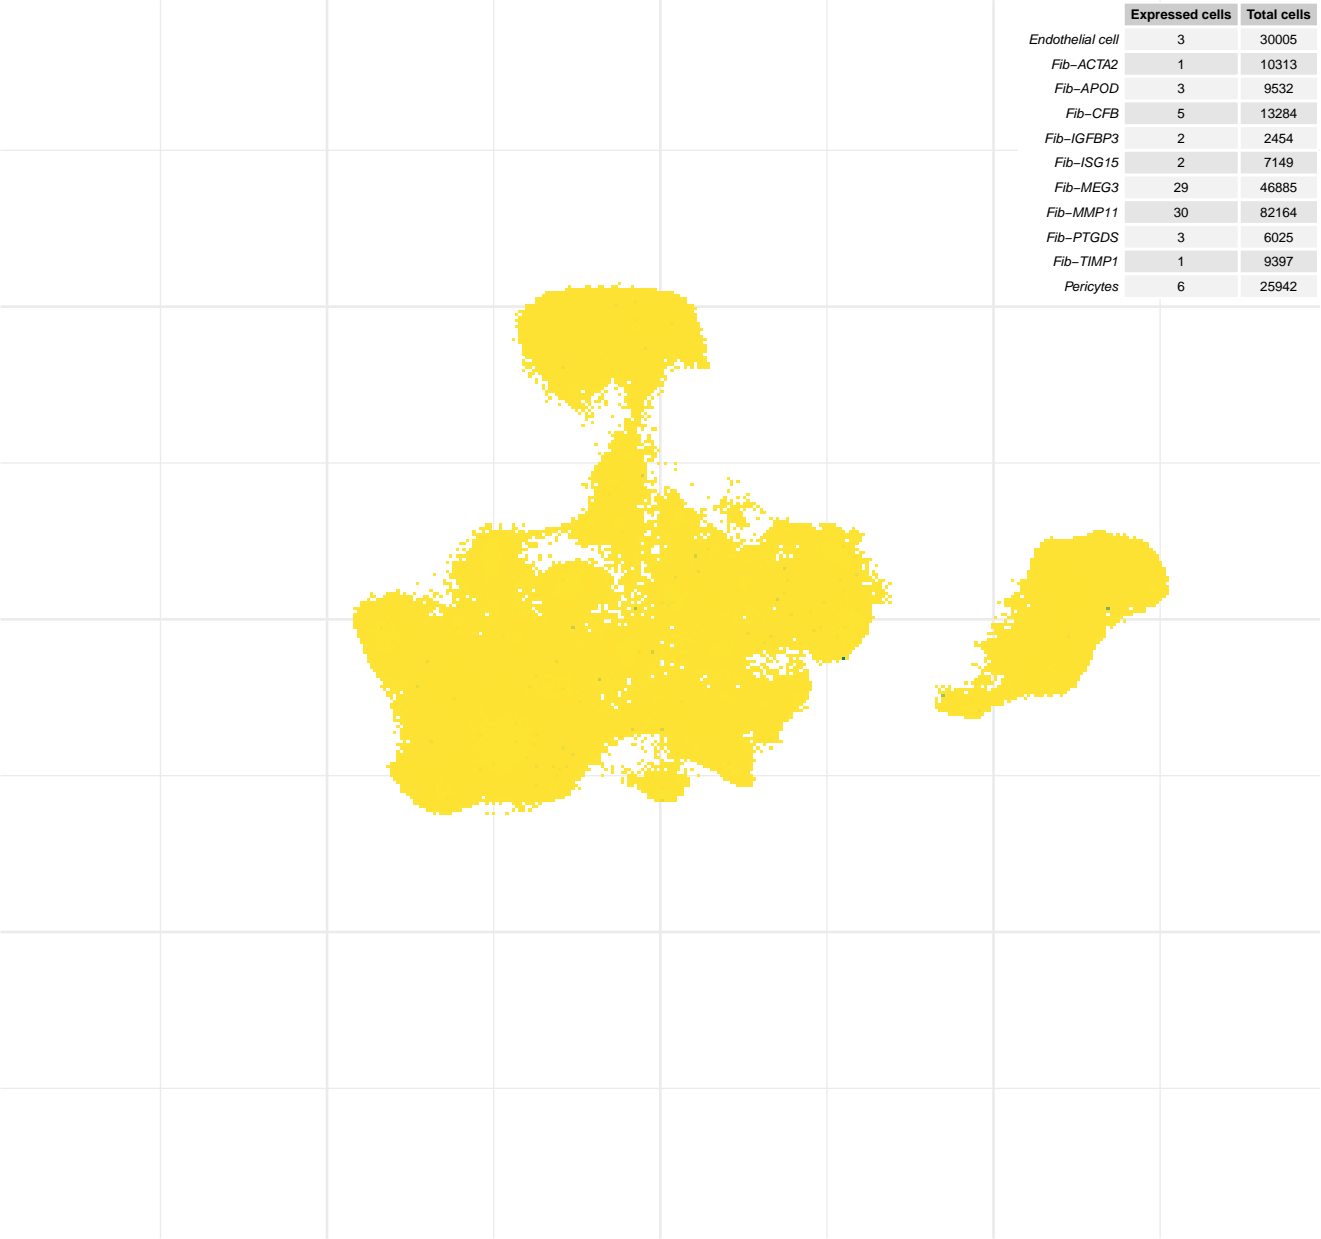 Expressed cells Total cells
Endothelial cell 3 30005
Fib−ACTA2 1 10313
Fib−APOD 3 9532
Fib−CFB 5 13284
Fib−IGFBP3 2 2454
Fib−ISG15 2 7149
Fib−MEG3 29 46885
Fib−MMP11 30 82164
Fib−PTGDS 3 6025
Fib−TIMP1 1 9397
Pericytes 6 25942